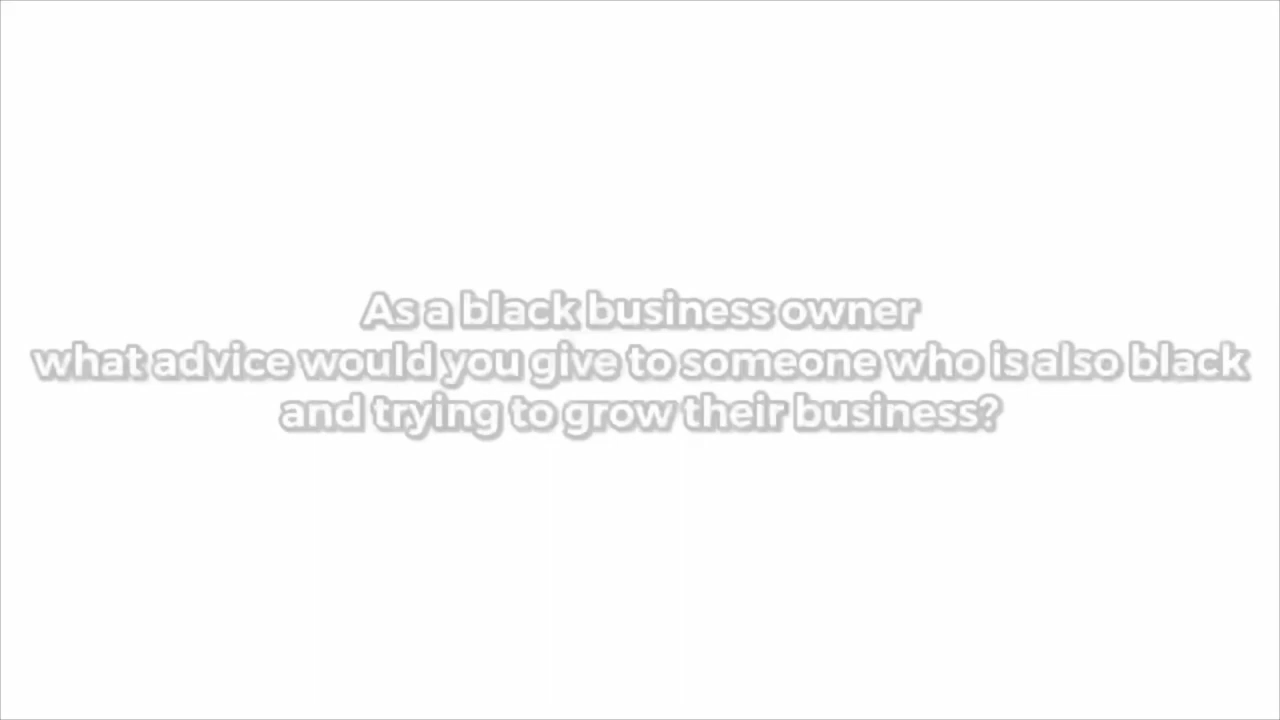 As a black business owner
what advice would you give to someone who is also black
and trying to grow their business?